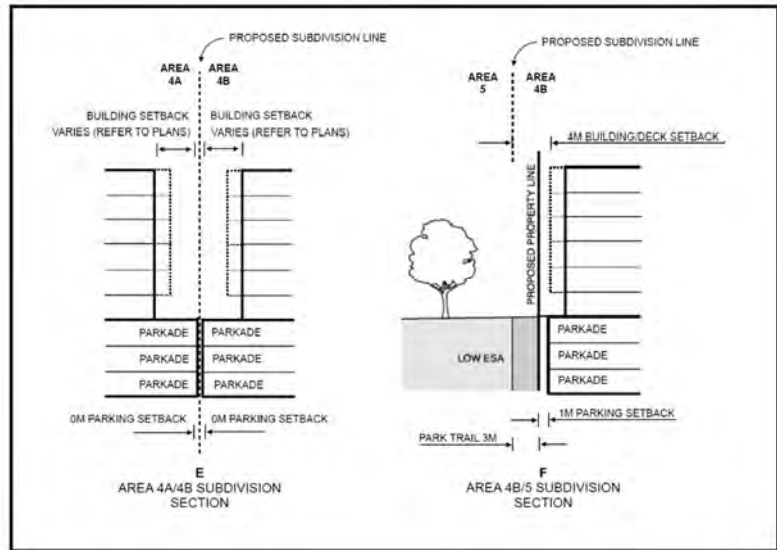 PROPOSED SUBDIVISION LINE
AREA 4A
AREA 4B
BUILDING SETBACK
VARIES (REFER TO PLANS)
BUILDING SETBACK
VARIES (REFER TO PLANS)
PARKADE
PARKADE
PARKADE
PARKADE
PARKADE
PARKADE
0M PARKING SETBACK
0M PARKING SETBACK
E
AREA 4A/4B SUBDIVISION
SECTION
PROPOSED SUBDIVISION LINE
AREA 5
AREA 4B
4M BUILDING/DECK SETBACK
PROPOSED PROPERTY LINE
LOW ESA
PARKADE
PARKADE
PARKADE
1M PARKING SETBACK
PARK TRAIL 3M
F
AREA 4B/5 SUBDIVISION
SECTION